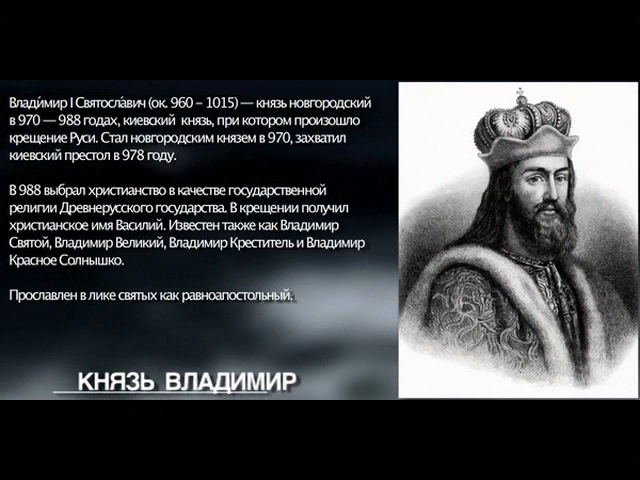 Влади́мир I Святосла́вич (ок. 960 – 1015) — князь новгородский
в 970 — 988 годах, киевский князь, при котором произошло
крещение Руси. Стал новгородским князем в 970, захватил
киевский престол в 978 году.
В 988 выбрал христианство в качестве государственной
религии Древнерусского государства. В крещении получил
христианское имя Василий. Известен также как Владимир
Святой, Владимир Великий, Владимир Креститель и Владимир
Красное Солнышко.
Прославлен в лике святых как равноапостольный.
КНЯЗЬ ВЛАДИМИР